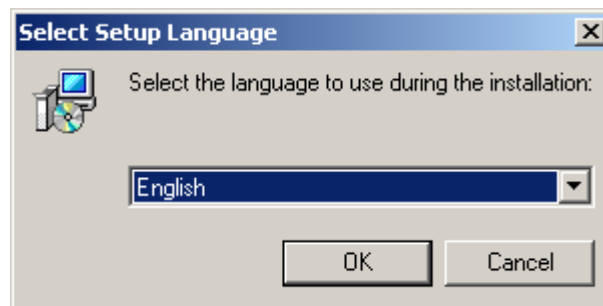 Select Setup Language
Select the language to use during the installation:
English
OK
Cancel